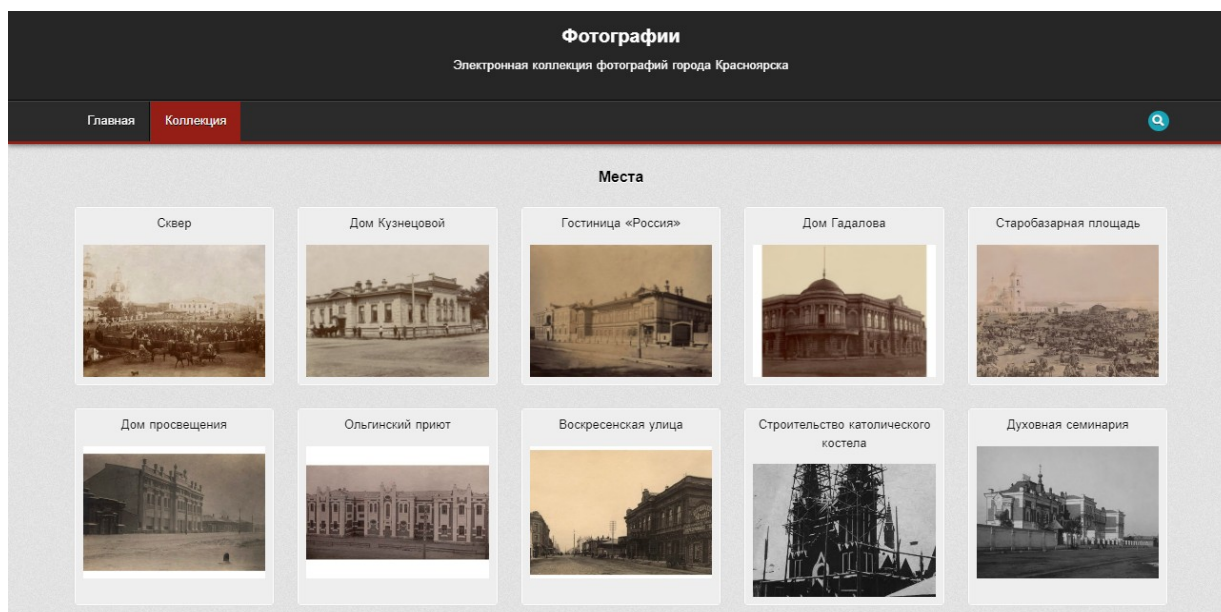 Фотографии
Электронная коллекция фотографий города Красноярска
Главная Коллекция
Места
Сквер
Дом Кузнецовой
Гостиница «Россия»
Дом Гадалова
Старобазарная площадь
Дом просвещения
Ольгинский приют
Воскресенская улица
Строительство католического
костела
Духовная семинария